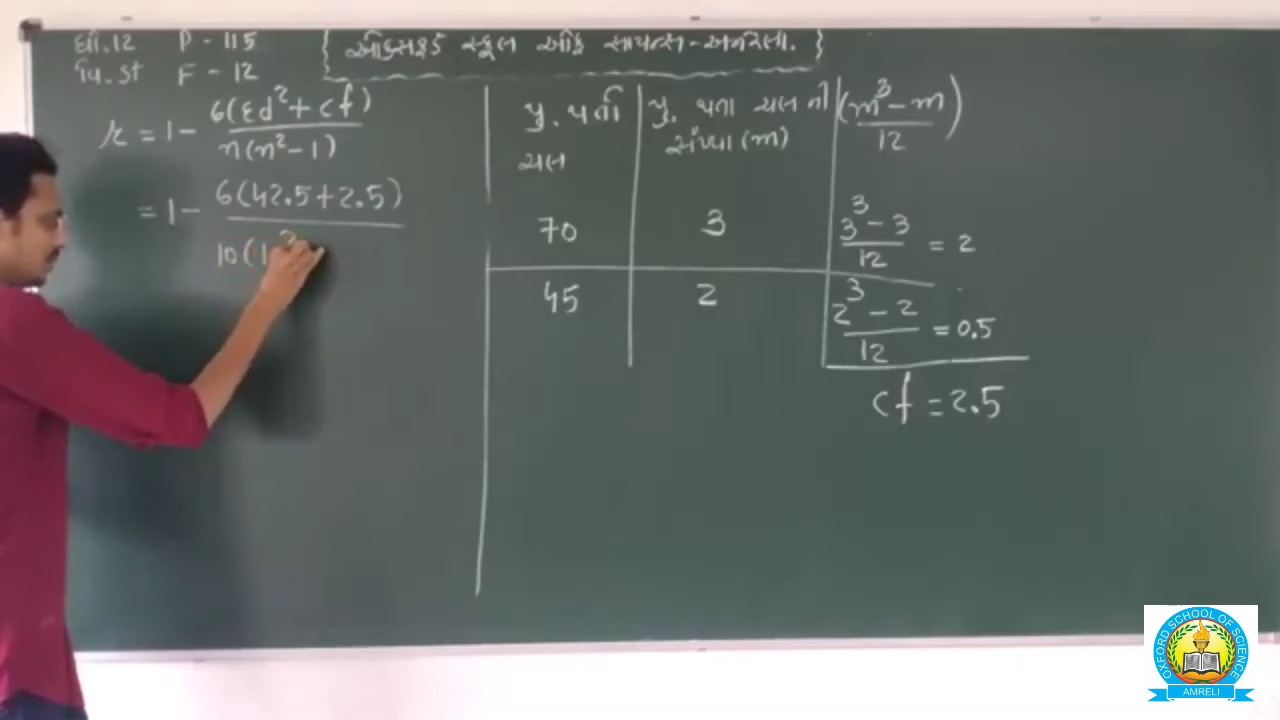 ધો.12 P - 115
વિ.st F - 12
{ ઓક્સફર્ડ સ્કૂલ ઓફ સાયન્સ - અમરેલી. }
r = 1 - 6(Σd² + cf) / n(n² - 1)
= 1 - 6(42.5 + 2.5) / 10(1
પુ. પતા ચલ
પુ. પતા ચલ ની સંખ્યા (m)
(m³ - m / 12)
70 3 3³ - 3 / 12 = 2
45 2 2³ - 2 / 12 = 0.5
cf = 2.5
OXFORD SCHOOL OF SCIENCE
AMRELI